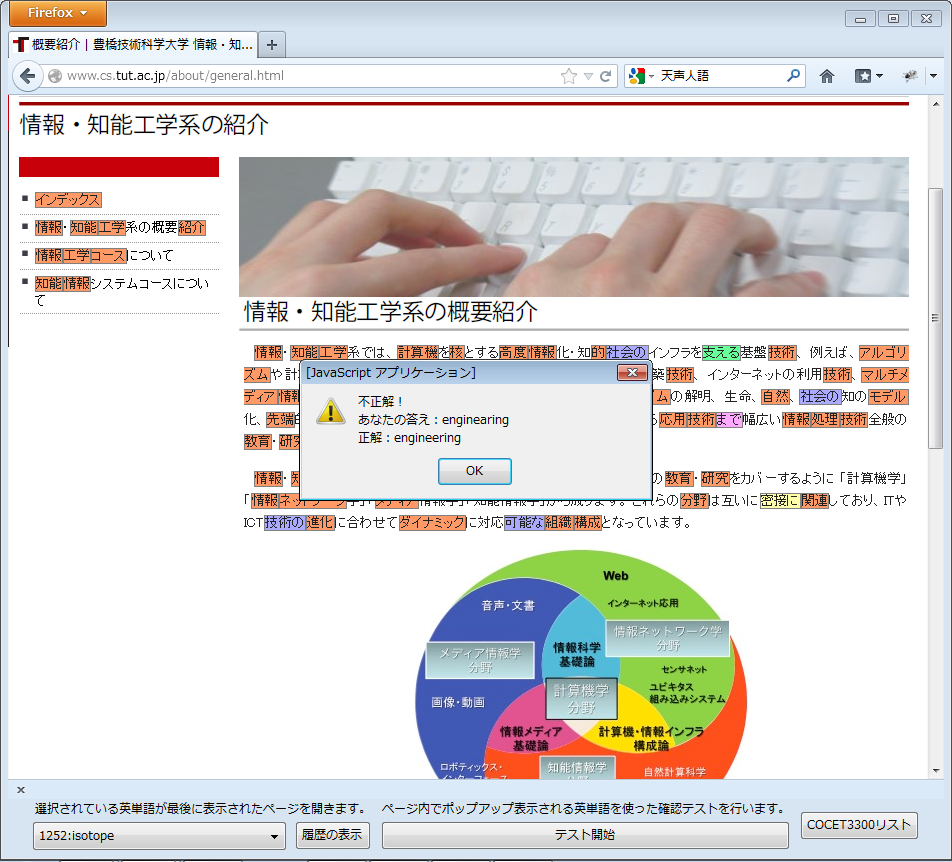 Firefox
概要紹介 | 豊橋技術科学大学 情報・知...
www.cs.tut.ac.jp/about/general.html
天声人語
情報・知能工学系の紹介
インデックス
情報・知能工学系の概要紹介
情報工学コースについて
知能情報システムコースについ
て
情報・知能工学系の概要紹介
情報・知能工学系では、計算機を核とする高度情報化・知的社会のインフラを支える基盤技術、例えば、アルゴリ
ズムや計 築技術、インターネットの利用技術、マルチメ
ディア情 ムの解明、生命、自然、社会の知のモデル
化、先端 応用技術まで幅広い情報処理技術全般の
教育・研究
[JavaScript アプリケーション]
不正解！
あなたの答え：enginearing
正解：engineering
OK
情報・ の教育・研究をカバーするように「計算機学」
「情報ネットワーク学」「メディア情報学」「知能情報学」から成ります。これらの分野は互いに密接に関連しており、ITや
ICT技術の進化に合わせてダイナミックに対応可能な組織構成となっています。
Web
音声・文書
インターネット応用
情報ネットワーク学
分野
メディア情報学
分野
情報科学
基礎論
センサネット
ユビキタス
組み込みシステム
計算機学
分野
画像・動画
情報メディア
基礎論
計算機・情報インフラ
構成論
ロボティックス・
インターフェース
知能情報学
分野
自然計算科学
選択されている英単語が最後に表示されたページを開きます。
ページ内でポップアップ表示される英単語を使った確認テストを行います。
1252:isotope
履歴の表示
テスト開始
COCET3300リスト